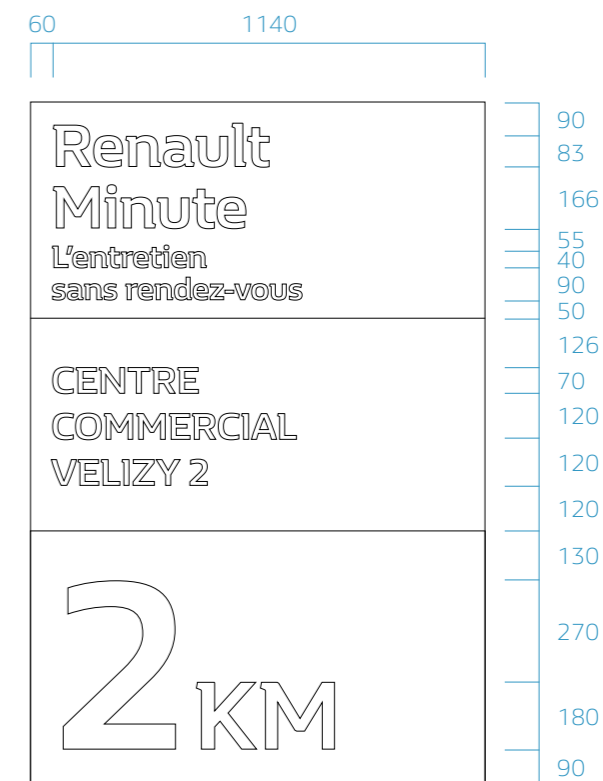 60 1140
Renault
Minute
L'entretien
sans rendez-vous
CENTRE
COMMERCIAL
VELIZY 2
2 KM
90
83
166
55
40
90
50
126
70
120
120
120
130
270
180
90